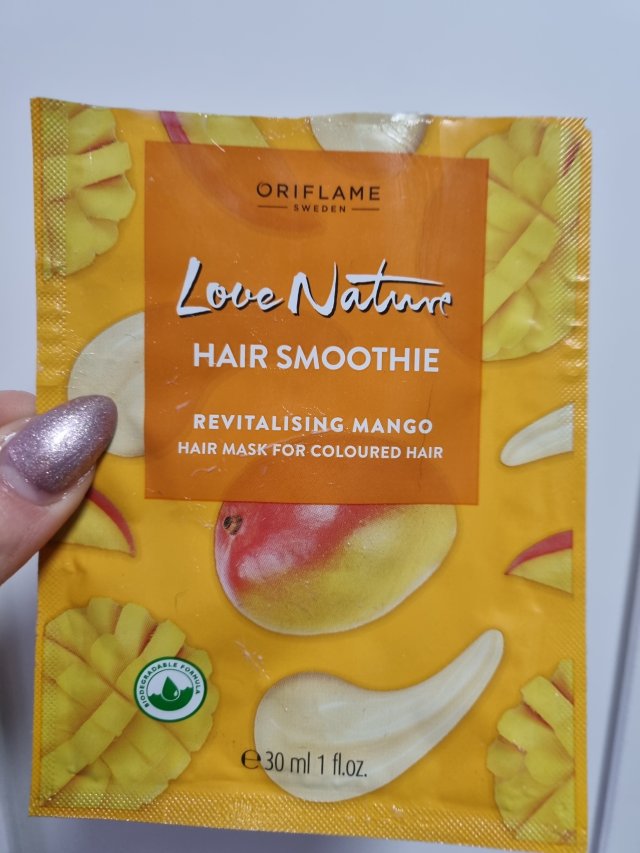 ORIFLAME
SWEDEN
Love Nature
HAIR SMOOTHIE
REVITALISING MANGO
HAIR MASK FOR COLOURED HAIR
BIODEGRADABLE FORMULA
℮30 ml 1 fl.oz.